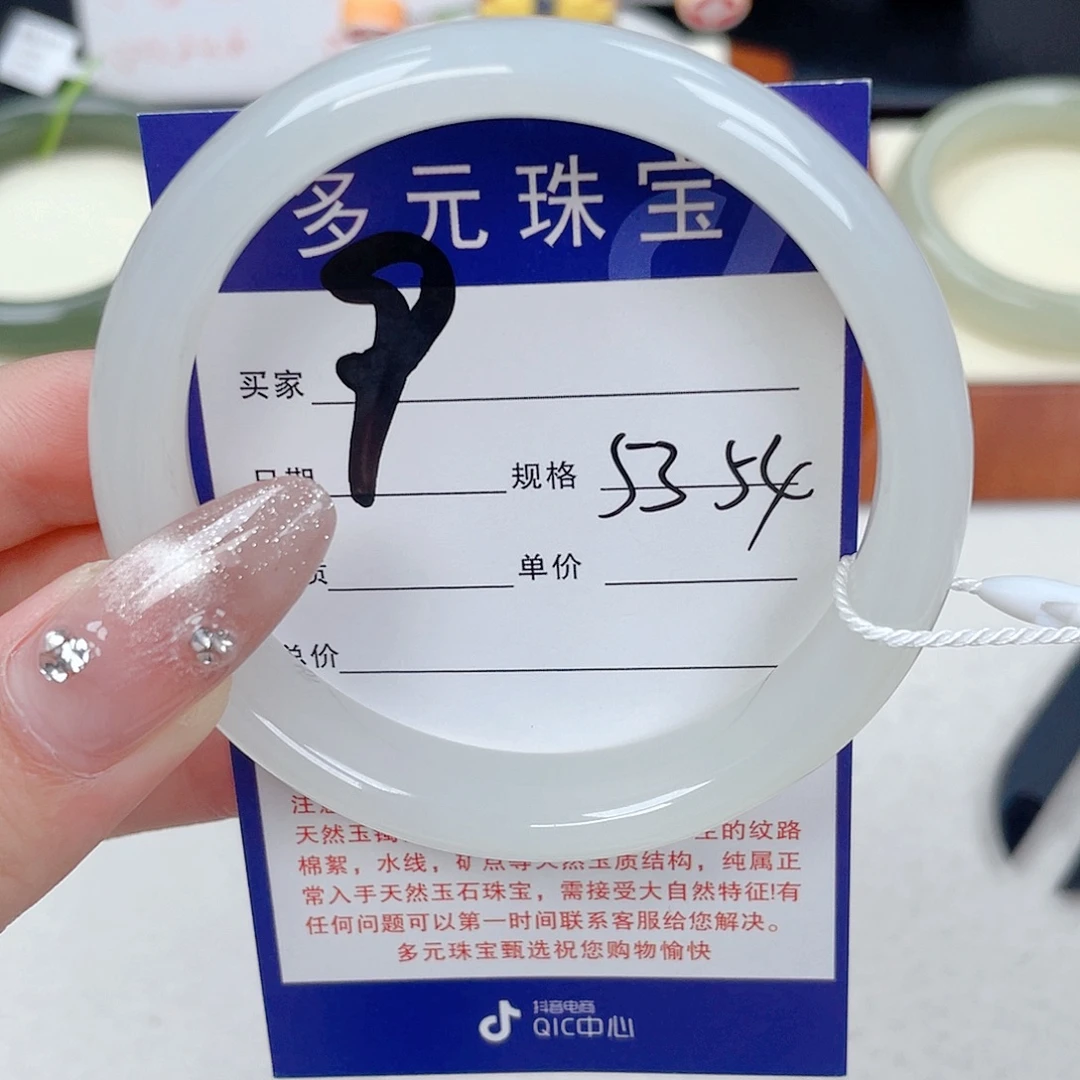 多元珠宝
买家
日期 规格 53 54
单价
总价
天然玉镯 的纹路
棉絮，水线，矿点等天然玉质结构，纯属正
常入手天然玉石珠宝，需接受大自然特征!有
任何问题可以第一时间联系客服给您解决。
多元珠宝甄选祝您购物愉快
抖音电商
QIC中心